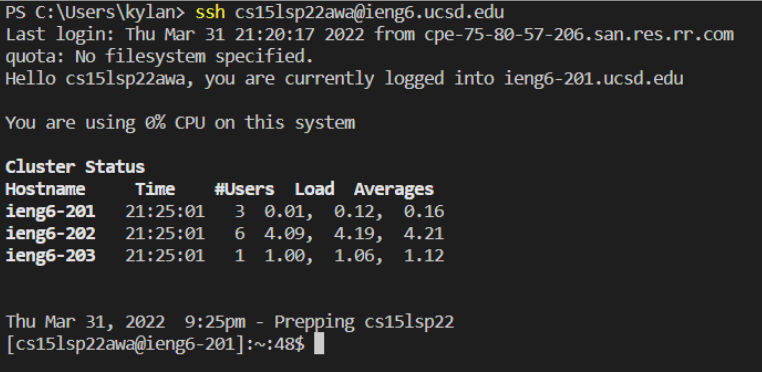 PS C:\Users\kylan> ssh cs15lsp22awa@ieng6.ucsd.edu
Last login: Thu Mar 31 21:20:17 2022 from cpe-75-80-57-206.san.res.rr.com
quota: No filesystem specified.
Hello cs15lsp22awa, you are currently logged into ieng6-201.ucsd.edu
You are using 0% CPU on this system
Cluster Status
Hostname     Time    #Users  Load  Averages
ieng6-201   21:25:01   3  0.01,  0.12,  0.16
ieng6-202   21:25:01   6  4.09,  4.19,  4.21
ieng6-203   21:25:01   1  1.00,  1.06,  1.12
Thu Mar 31, 2022  9:25pm - Prepping cs15lsp22
[cs15lsp22awa@ieng6-201]:~:48$